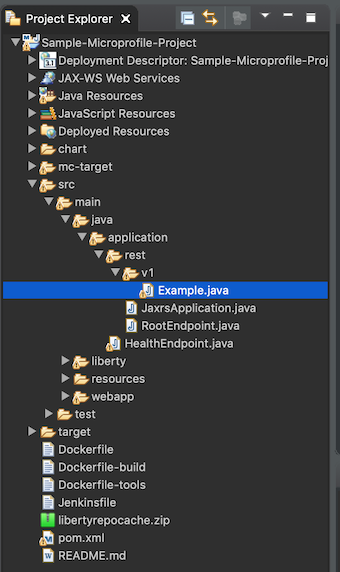 Project Explorer
Sample-Microprofile-Project
Deployment Descriptor: Sample-Microprofile-Proj
JAX-WS Web Services
Java Resources
JavaScript Resources
Deployed Resources
chart
mc-target
src
main
java
application
rest
v1
Example.java
JaxrsApplication.java
RootEndpoint.java
HealthEndpoint.java
liberty
resources
webapp
test
target
Dockerfile
Dockerfile-build
Dockerfile-tools
Jenkinsfile
libertyrepocache.zip
pom.xml
README.md